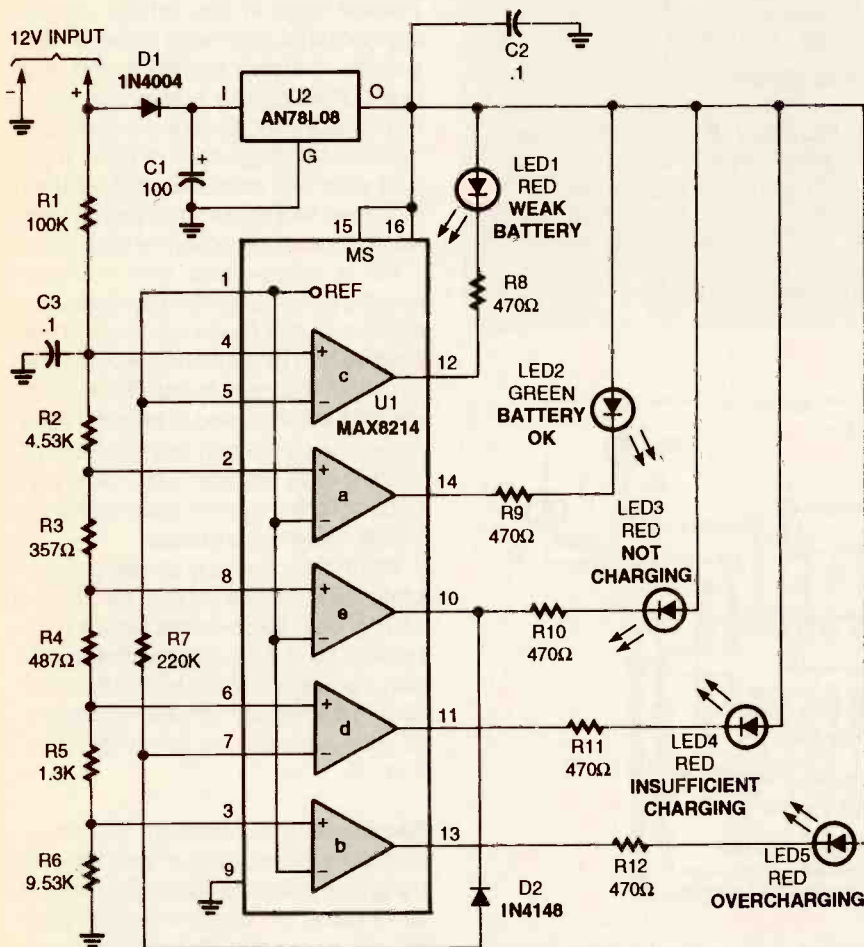 12V INPUT
−
+
D1
1N4004
I
U2
AN78L08
O
G
C1
100
+
C2
.1
R1
100K
15
16
MS
LED1
RED
WEAK
BATTERY
1
REF
R8
470Ω
C3
.1
4
+
c
12
5
−
U1
MAX8214
LED2
GREEN
BATTERY
OK
R2
4.53K
2
+
a
14
−
R9
470Ω
R3
357Ω
LED3
RED
NOT
CHARGING
8
+
e
10
−
R10
470Ω
R4
487Ω
R7
220K
6
+
d
11
7
−
R11
470Ω
LED4
RED
INSUFFICIENT
CHARGING
R5
1.3K
3
+
b
13
−
R12
470Ω
LED5
RED
OVERCHARGING
R6
9.53K
9
D2
1N4148